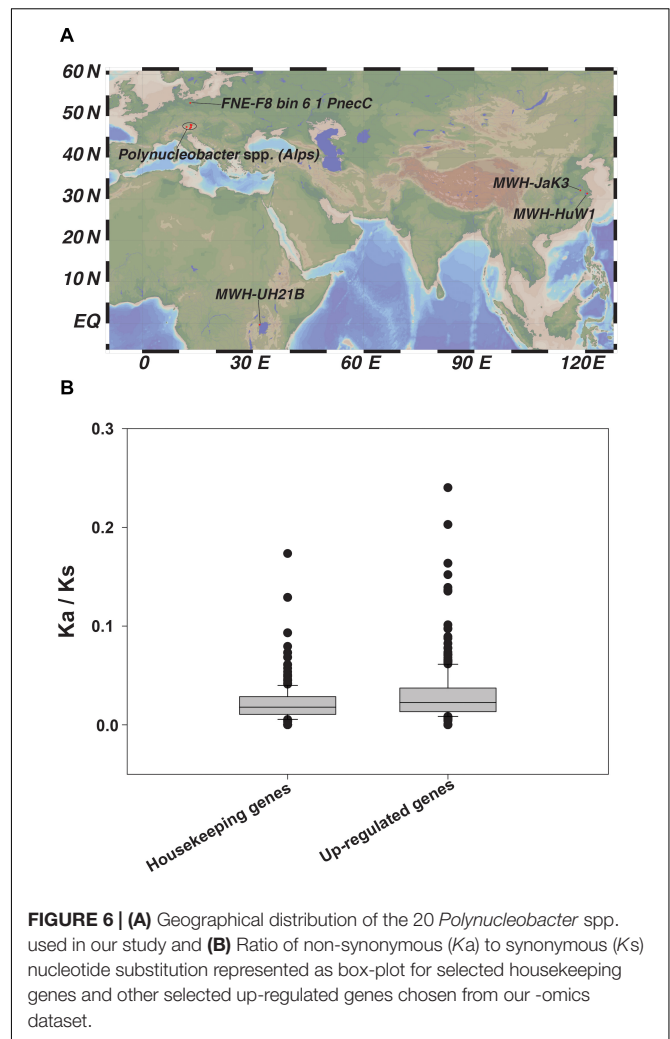 A
60 N
50 N
40 N
30 N
20 N
10 N
EQ
FNE-F8 bin 6 1 PnecC
Polynucleobacter spp. (Alps)
MWH-JaK3
MWH-HuW1
MWH-UH21B
0 30 E 60 E 90 E 120E
B
Ka / Ks
0.3
0.2
0.1
0.0
Housekeeping genes
Up-regulated genes
FIGURE 6 | (A) Geographical distribution of the 20 Polynucleobacter spp.
used in our study and (B) Ratio of non-synonymous (Ka) to synonymous (Ks)
nucleotide substitution represented as box-plot for selected housekeeping
genes and other selected up-regulated genes chosen from our -omics
dataset.